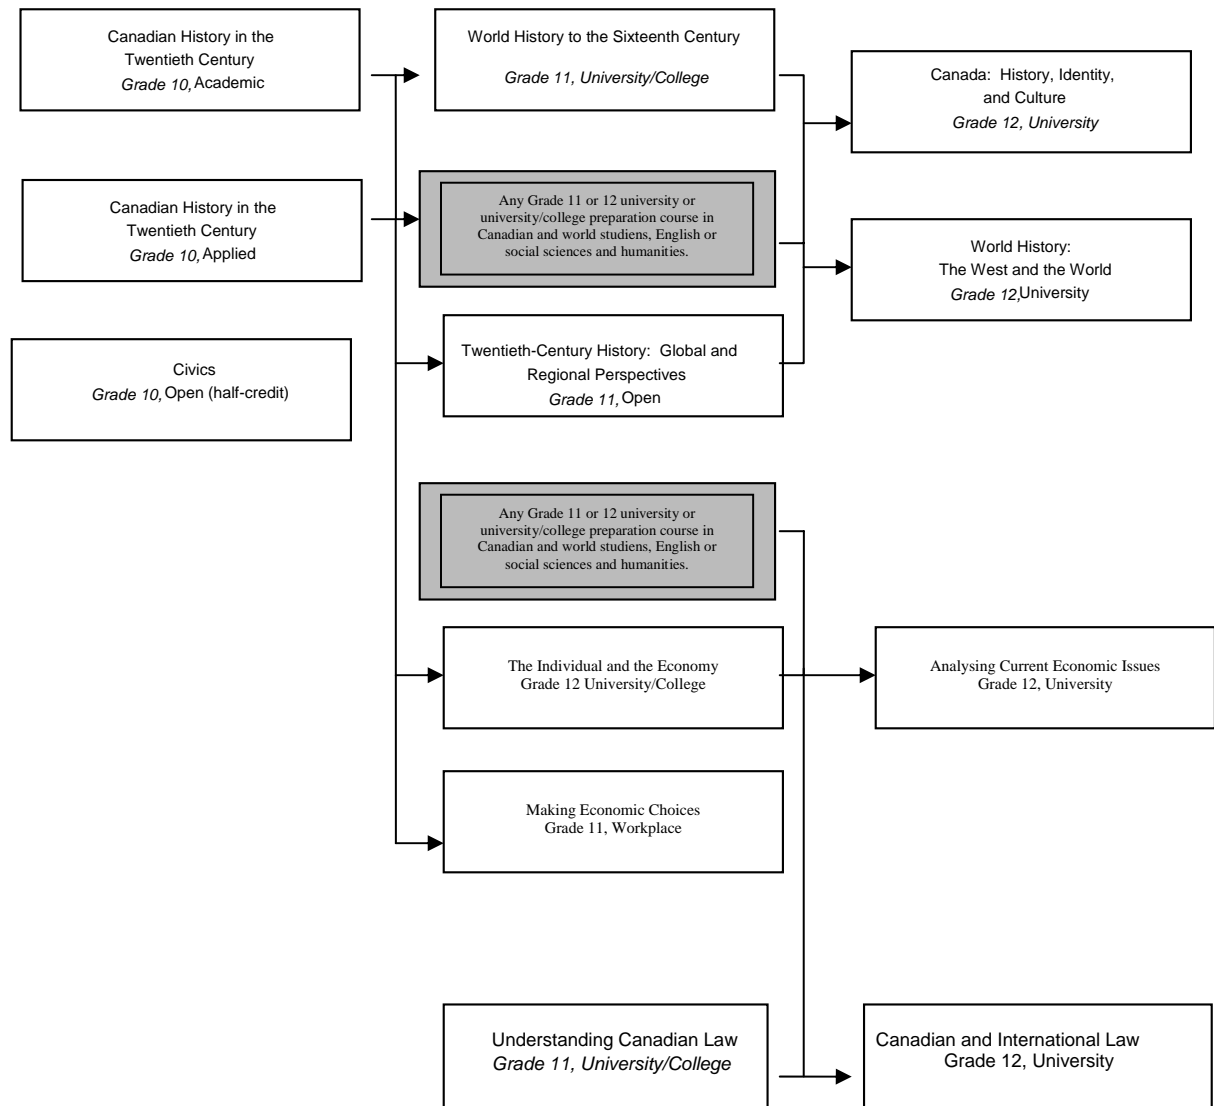 Canadian History in the
Twentieth Century
Grade 10, Academic
World History to the Sixteenth Century
Grade 11, University/College
Canada: History, Identity,
and Culture
Grade 12, University
Canadian History in the
Twentieth Century
Grade 10, Applied
Any Grade 11 or 12 university or
university/college preparation course in
Canadian and world studiens, English or
social sciences and humanities.
World History:
The West and the World
Grade 12,University
Civics
Grade 10, Open (half-credit)
Twentieth-Century History: Global and
Regional Perspectives
Grade 11, Open
Any Grade 11 or 12 university or
university/college preparation course in
Canadian and world studiens, English or
social sciences and humanities.
The Individual and the Economy
Grade 12 University/College
Analysing Current Economic Issues
Grade 12, University
Making Economic Choices
Grade 11, Workplace
Understanding Canadian Law
Grade 11, University/College
Canadian and International Law
Grade 12, University